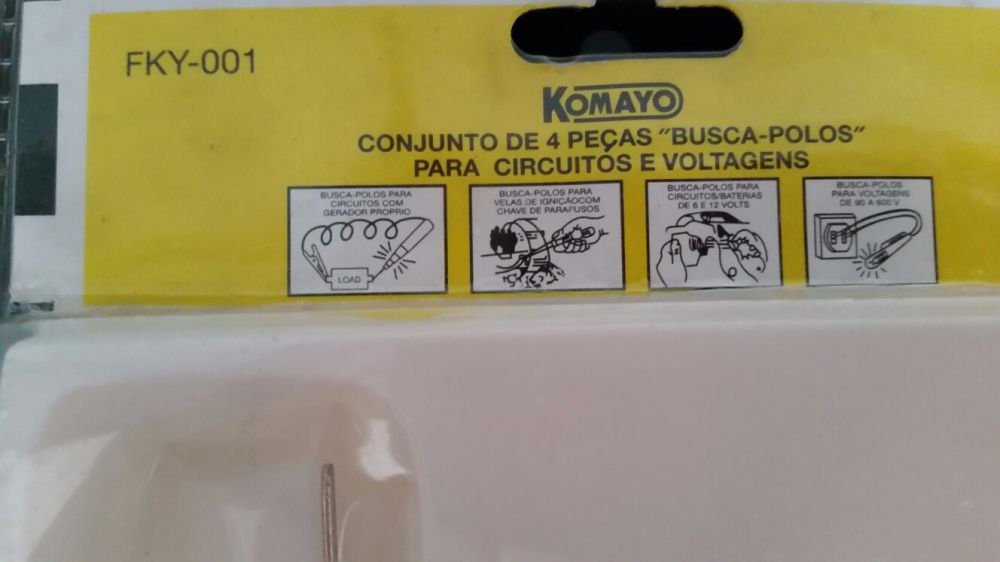 FKY-001
KOMAYO
CONJUNTO DE 4 PEÇAS "BUSCA-POLOS"
PARA CIRCUITOS E VOLTAGENS
BUSCA-POLOS PARA
CIRCUITOS COM
GERADOR PROPRIO
LOAD
BUSCA-POLOS PARA
VELAS DE IGNIÇÃOCOM
CHAVE DE PARAFUSOS
BUSCA-POLOS PARA
CIRCUITOS/BATERIAS
DE 6 E 12 VOLTS
BUSCA-POLOS
PARA VOLTAGENS
DE 90 A 600 V